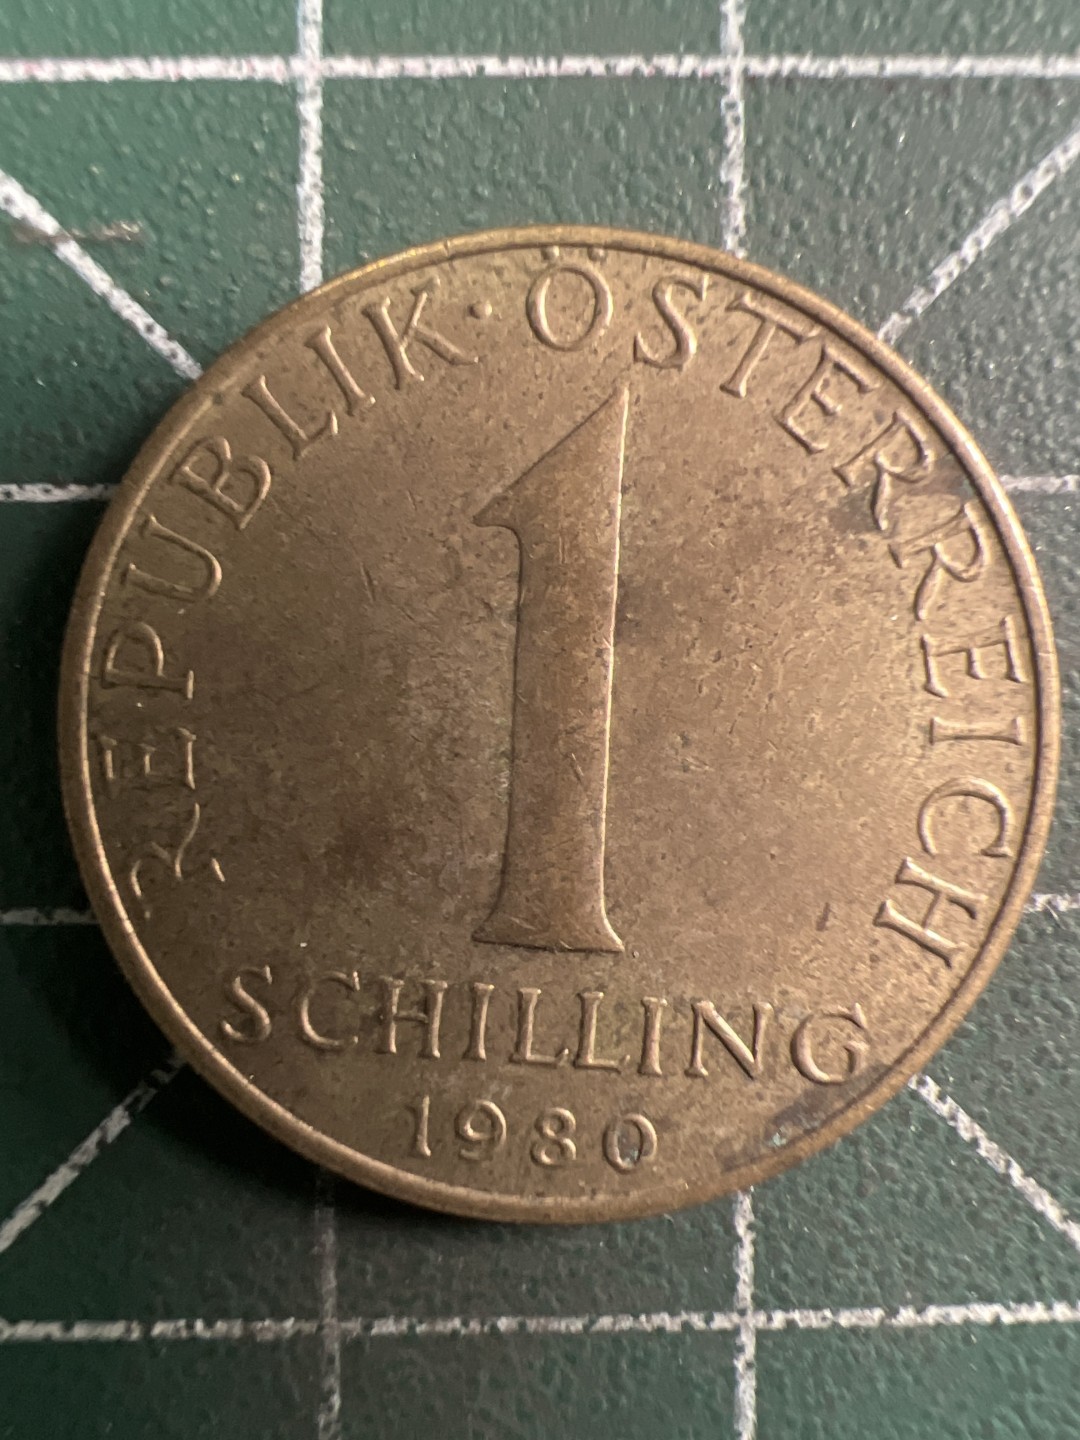 REPUBLIK · ÖSTERREICH
1
SCHILLING
1980